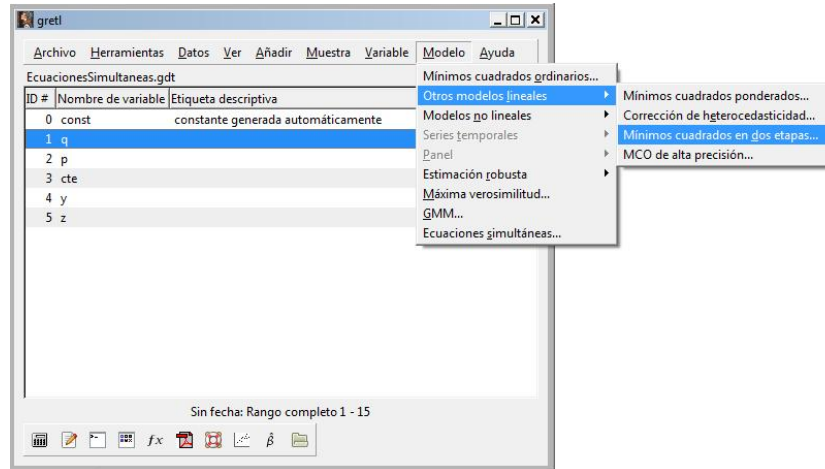 gretl
Archivo Herramientas Datos Ver Añadir Muestra Variable Modelo Ayuda
EcuacionesSimultaneas.gdt
ID # Nombre de variable Etiqueta descriptiva
0 const constante generada automáticamente
1 q
2 p
3 cte
4 y
5 z
Mínimos cuadrados ordinarios...
Otros modelos lineales
Modelos no lineales
Series temporales
Panel
Estimación robusta
Máxima verosimilitud...
GMM...
Ecuaciones simultáneas...
Mínimos cuadrados ponderados...
Corrección de heterocedasticidad...
Mínimos cuadrados en dos etapas...
MCO de alta precisión...
Sin fecha: Rango completo 1 - 15
fx β̂